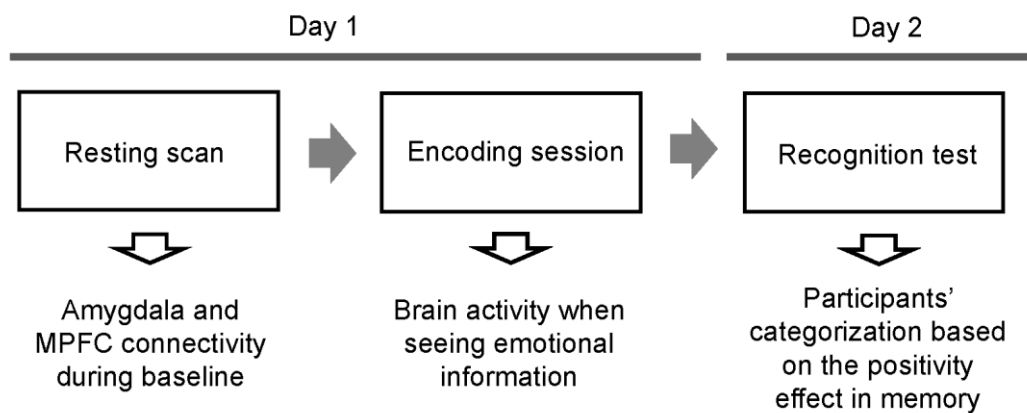 Day 1
Day 2
Resting scan
Encoding session
Recognition test
Amygdala and
MPFC connectivity
during baseline
Brain activity when
seeing emotional
information
Participants’
categorization based
on the positivity
effect in memory